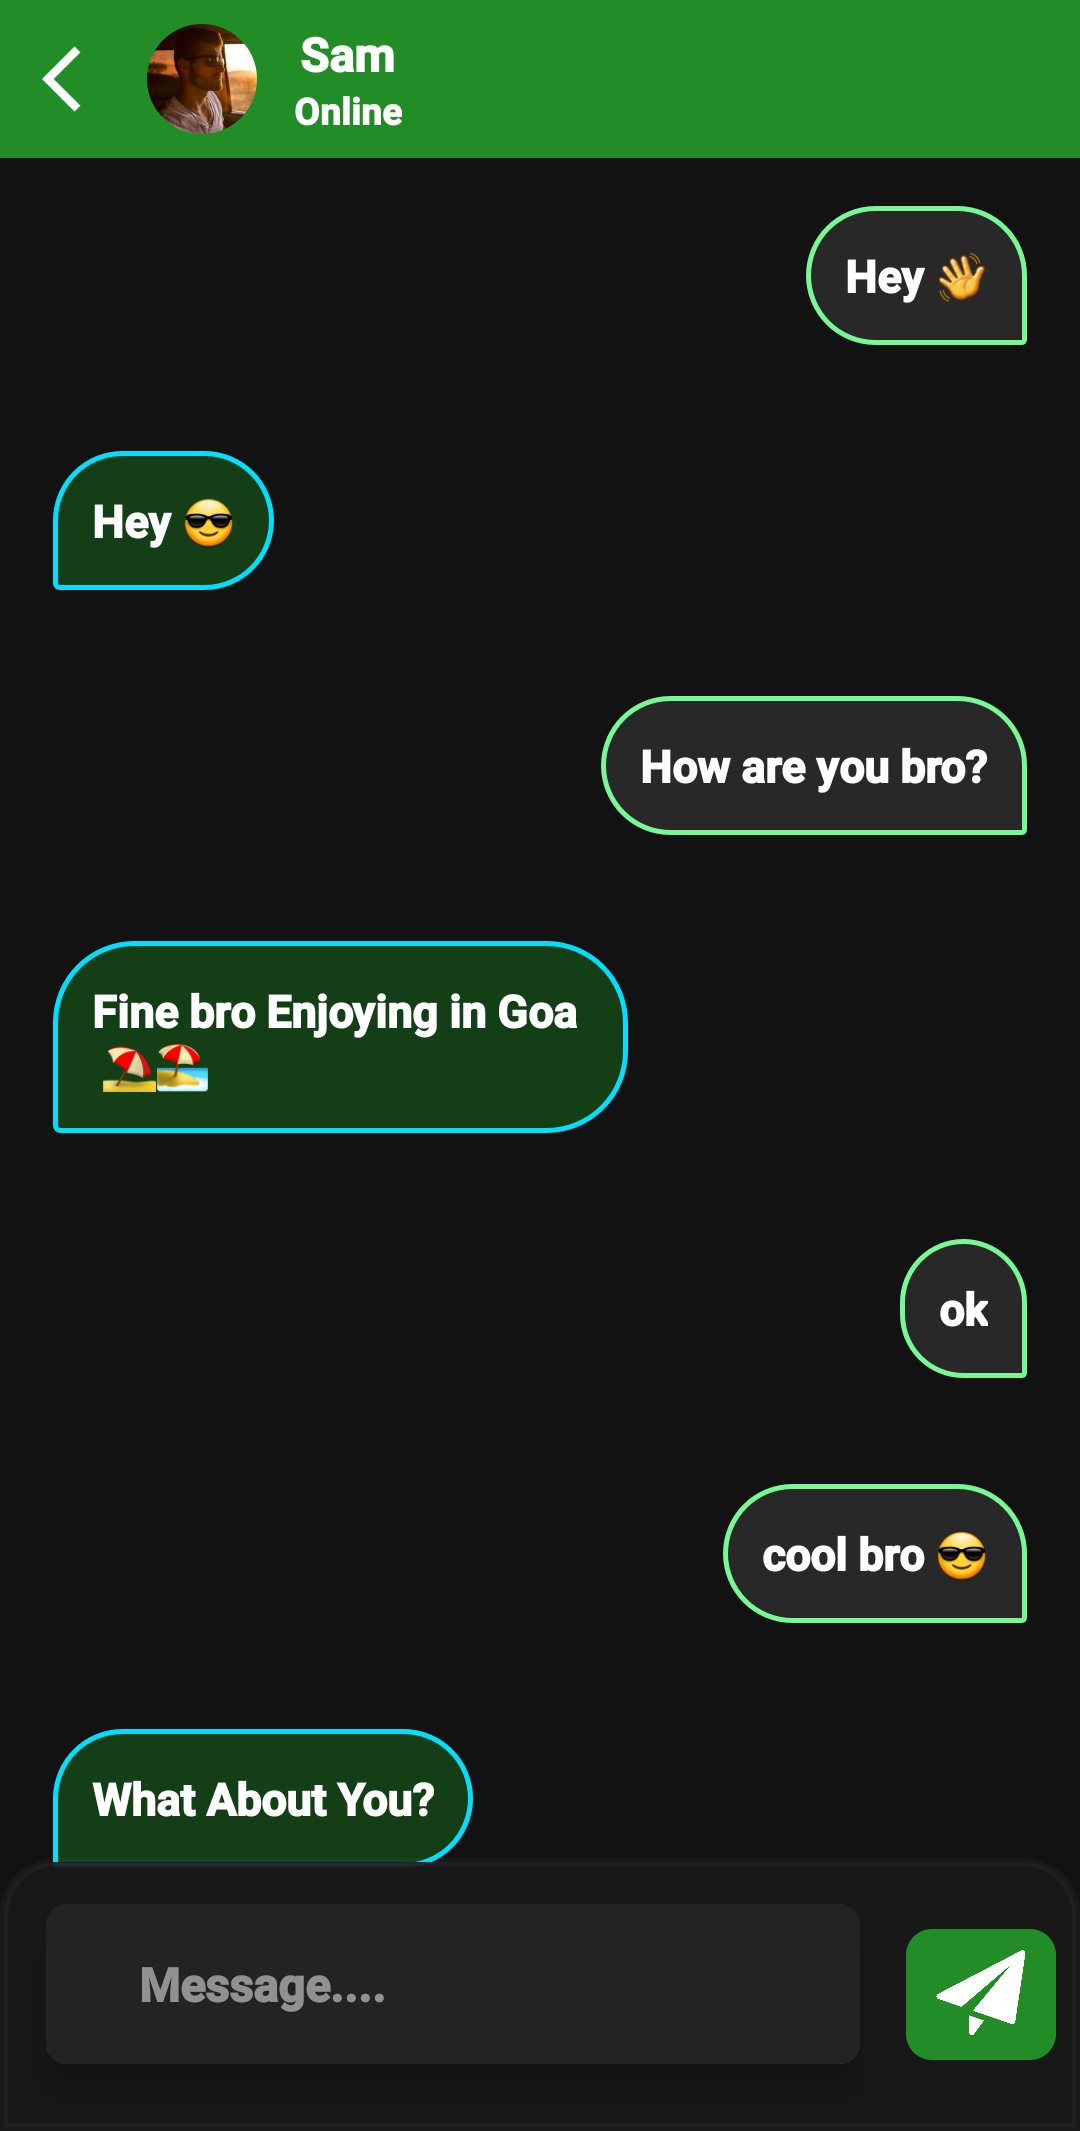 Sam
Online
Hey 👋
Hey 😎
How are you bro?
Fine bro Enjoying in Goa
⛱️🏖️
ok
cool bro 😎
What About You?
Message....